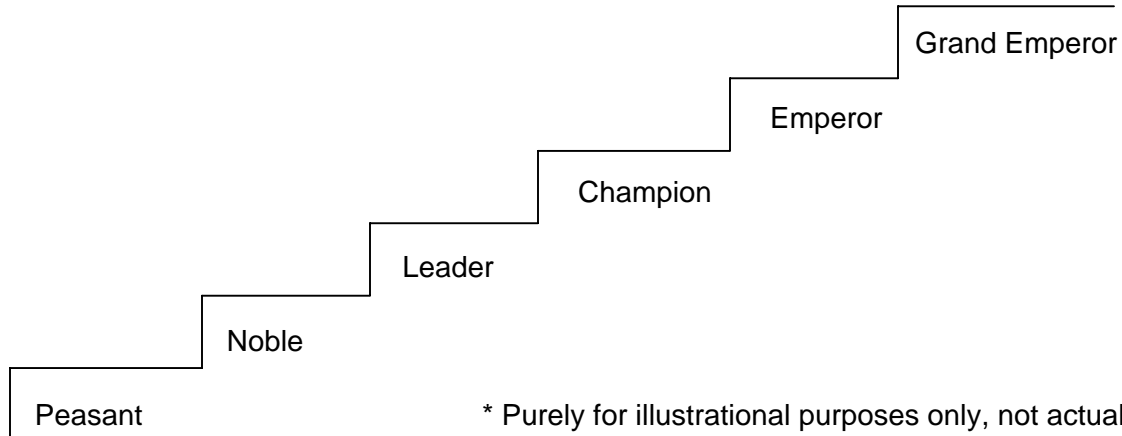 Grand Emperor
Emperor
Champion
Leader
Noble
Peasant
* Purely for illustrational purposes only, not actual